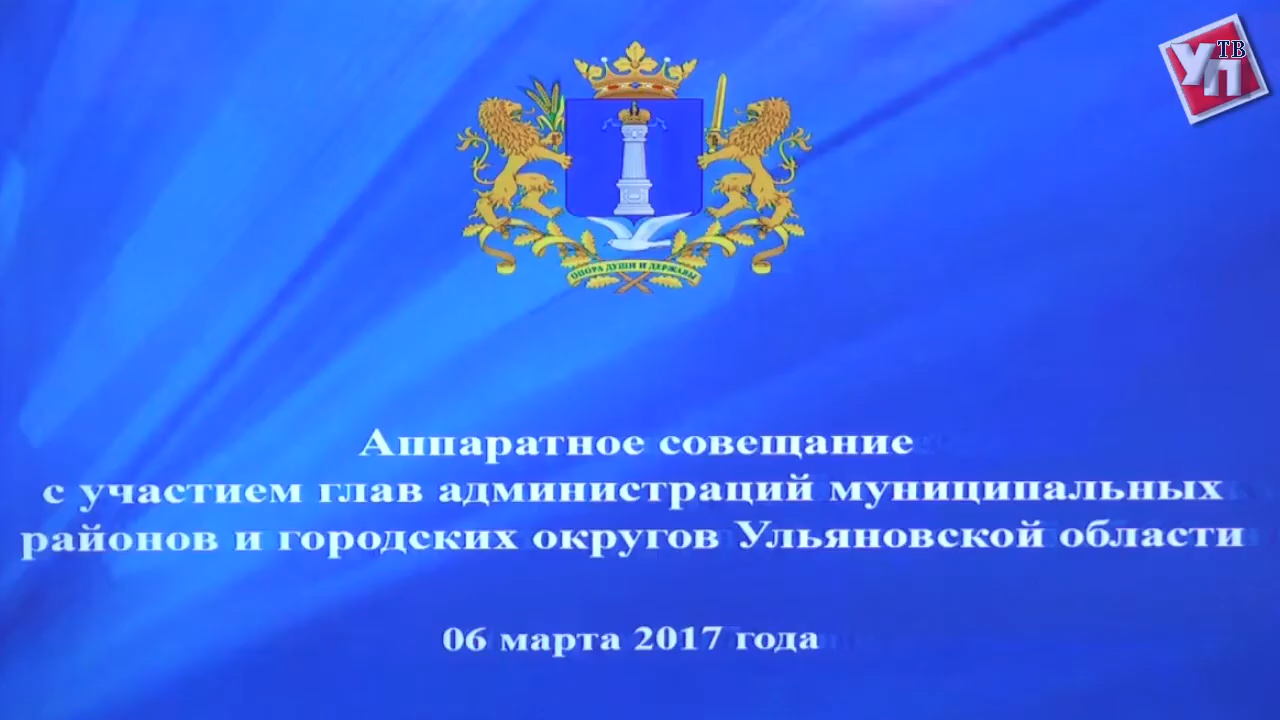 УП ТВ
ОПОРА ДУШИ И ДЕРЖАВЫ
Аппаратное совещание
с участием глав администраций муниципальных
районов и городских округов Ульяновской области
06 марта 2017 года